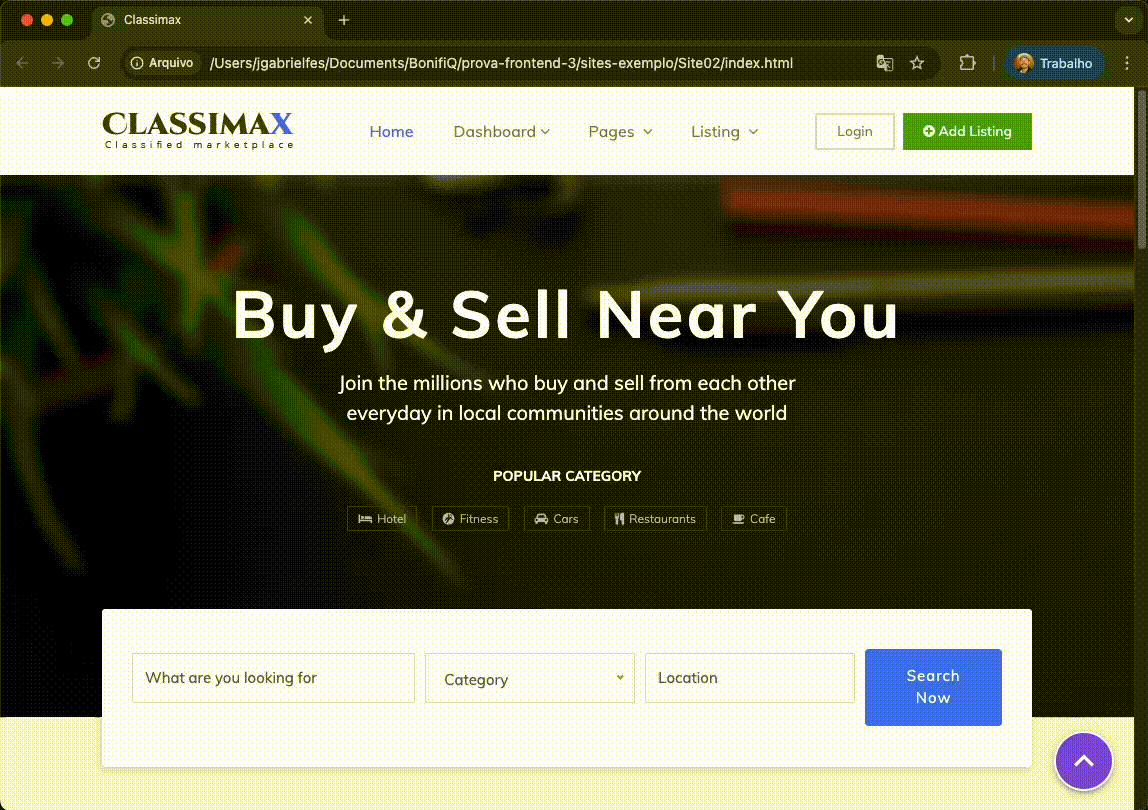 Classimax
Arquivo /Users/jgabrielfes/Documents/BonifiQ/prova-frontend-3/sites-exemplo/Site02/index.html Trabalho
CLASSIMAX
Classified marketplace
Home Dashboard Pages Listing Login Add Listing
Buy & Sell Near You
Join the millions who buy and sell from each other
everyday in local communities around the world
POPULAR CATEGORY
Hotel Fitness Cars Restaurants Cafe
What are you looking for Category Location Search
Now